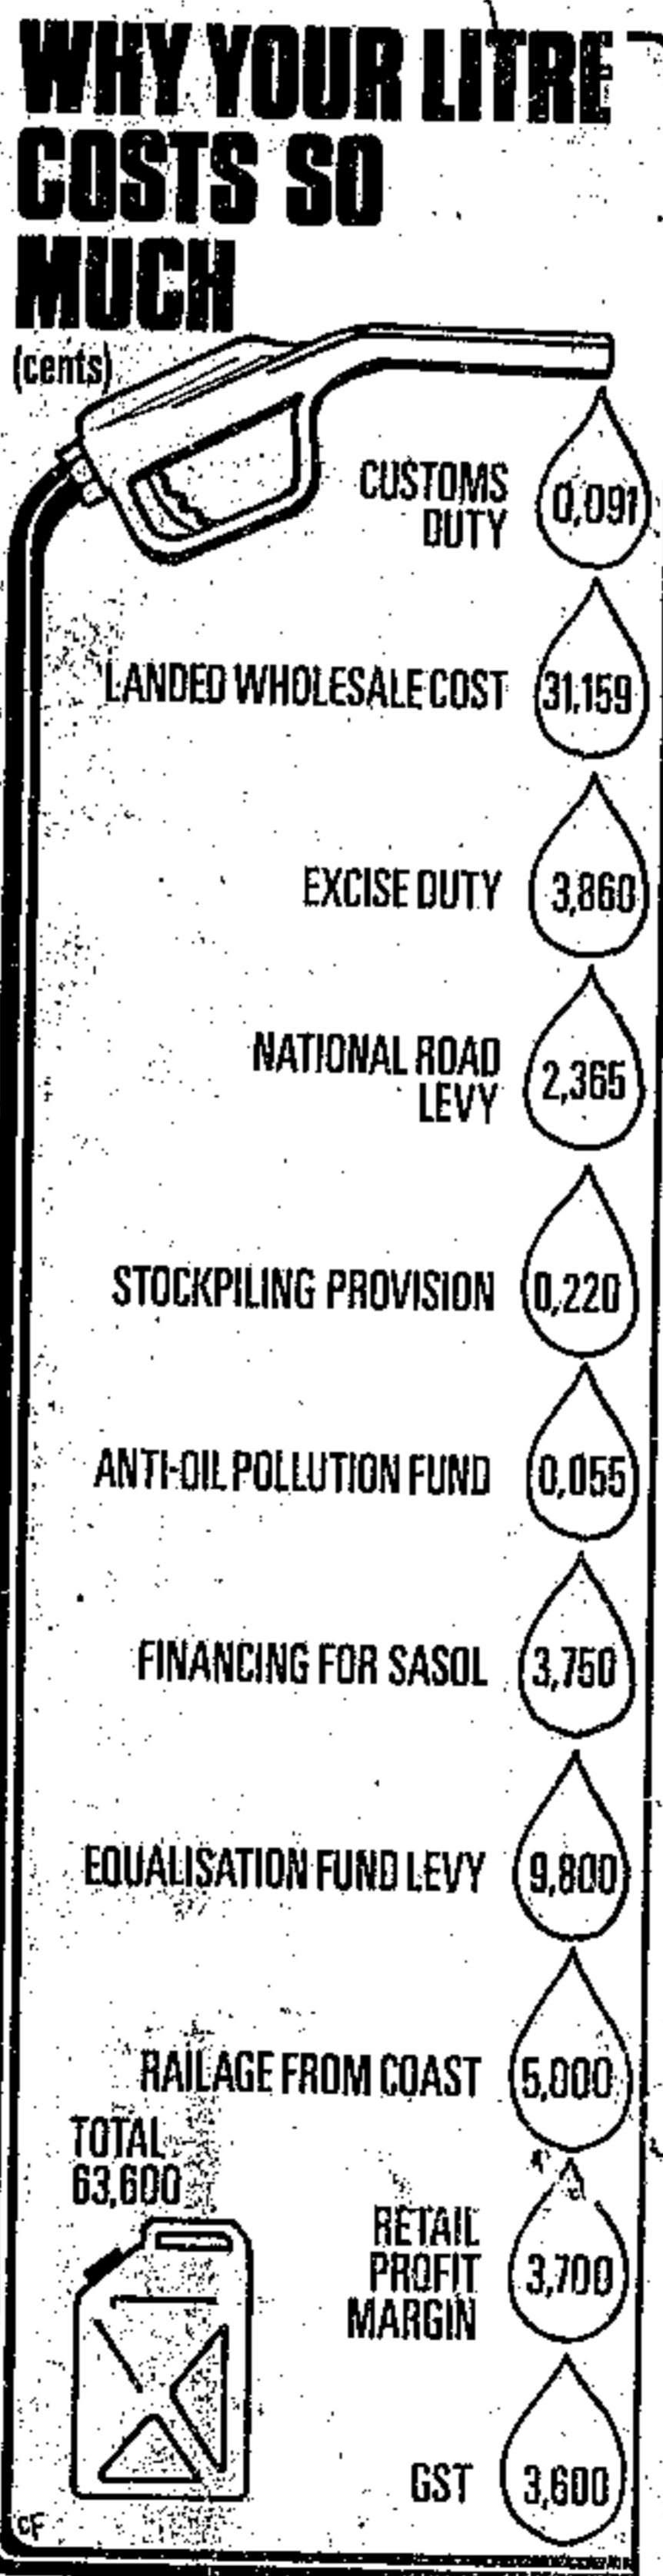 WHY YOUR LITRE
COSTS SO
MUCH
(cents)
CUSTOMS
DUTY
0,091
LANDED WHOLESALE COST
31,159
EXCISE DUTY
3,860
NATIONAL ROAD
LEVY
2,365
STOCKPILING PROVISION
0,220
ANTI-OIL POLLUTION FUND
0,055
FINANCING FOR SASOL
3,750
EQUALISATION FUND LEVY
9,800
RAILAGE FROM COAST
5,000
TOTAL
63,600
RETAIL
PROFIT
MARGIN
3,700
GST
3,600
CF